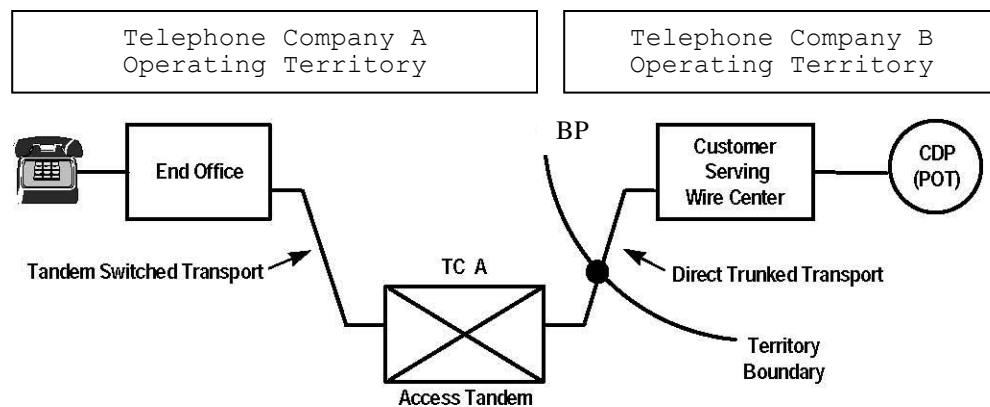 Telephone Company A
Operating Territory
Telephone Company B
Operating Territory
BP
End Office
Customer
Serving
Wire Center
CDP
(POT)
Tandem Switched Transport
TC A
Direct Trunked Transport
Territory
Boundary
Access Tandem